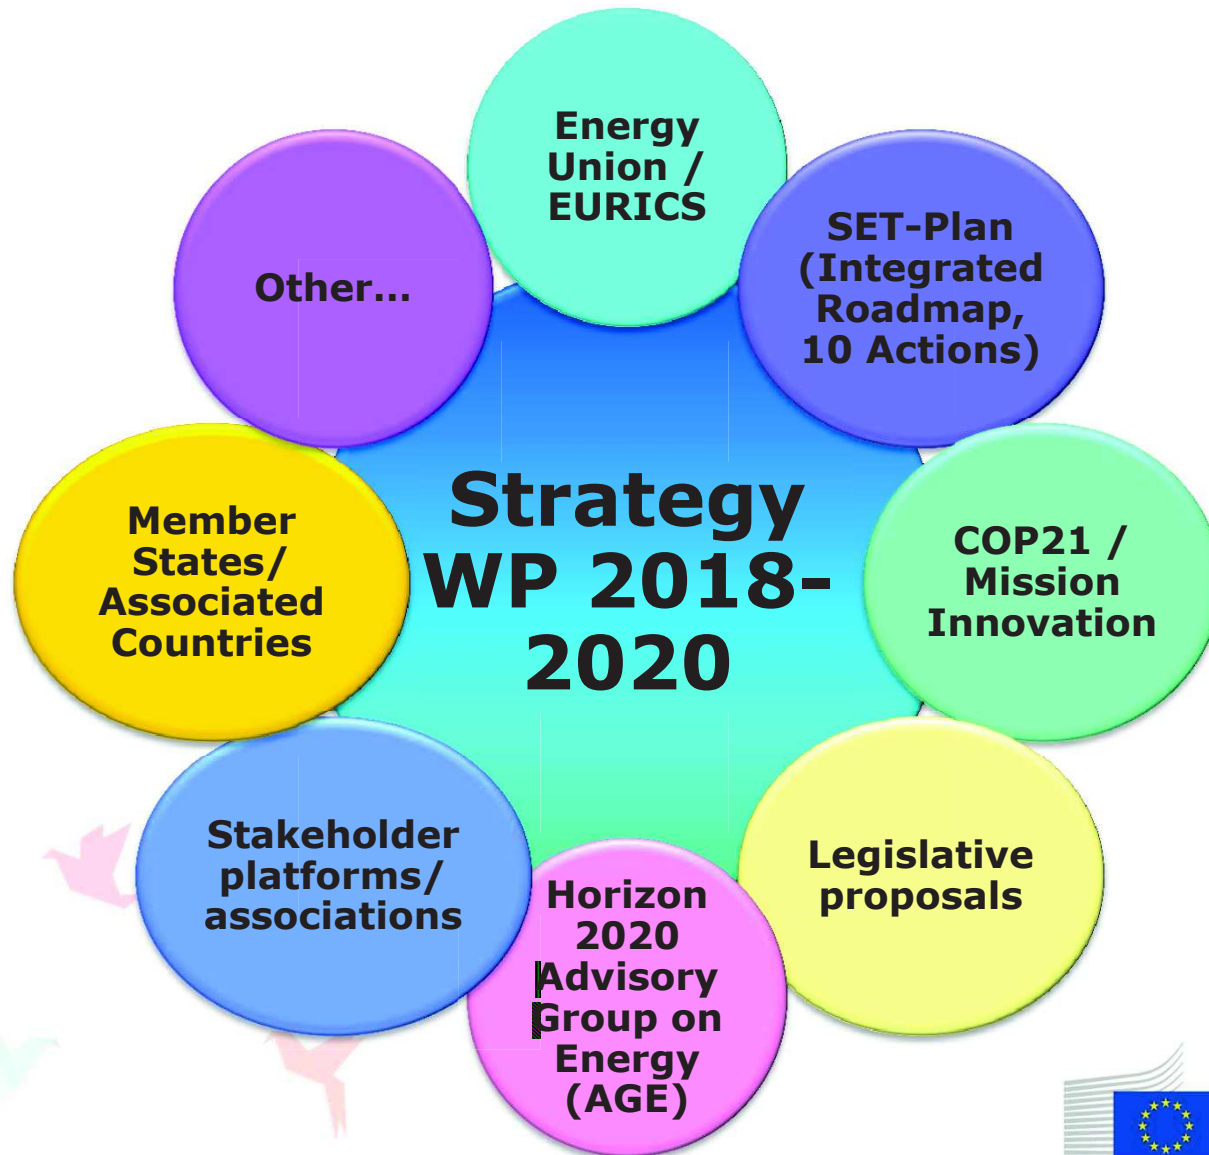 Energy
Union /
EURICS
SET-Plan
(Integrated
Roadmap,
10 Actions)
COP21 /
Mission
Innovation
Legislative
proposals
Horizon
2020
Advisory
Group on
Energy
(AGE)
Stakeholder
platforms/
associations
Member
States/
Associated
Countries
Other...
Strategy
WP 2018-
2020